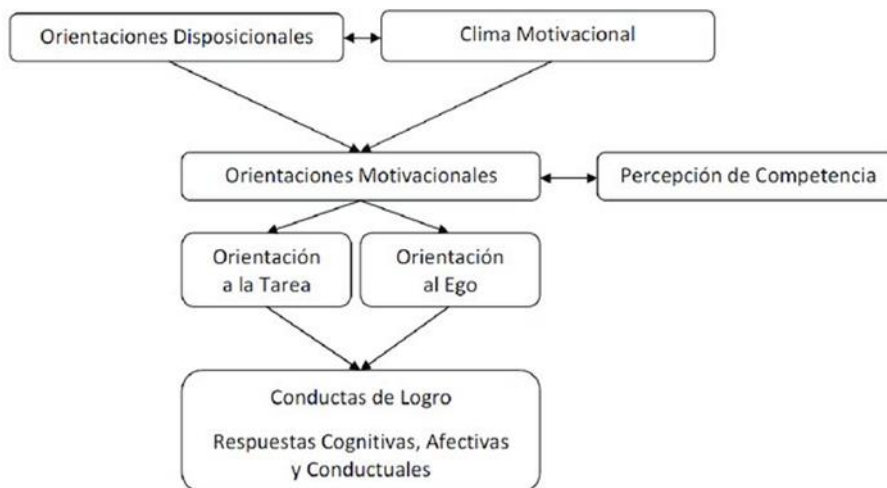 Orientaciones Disposicionales
Clima Motivacional
Orientaciones Motivacionales
Percepción de Competencia
Orientación
a la Tarea
Orientación
al Ego
Conductas de Logro
Respuestas Cognitivas, Afectivas
y Conductuales